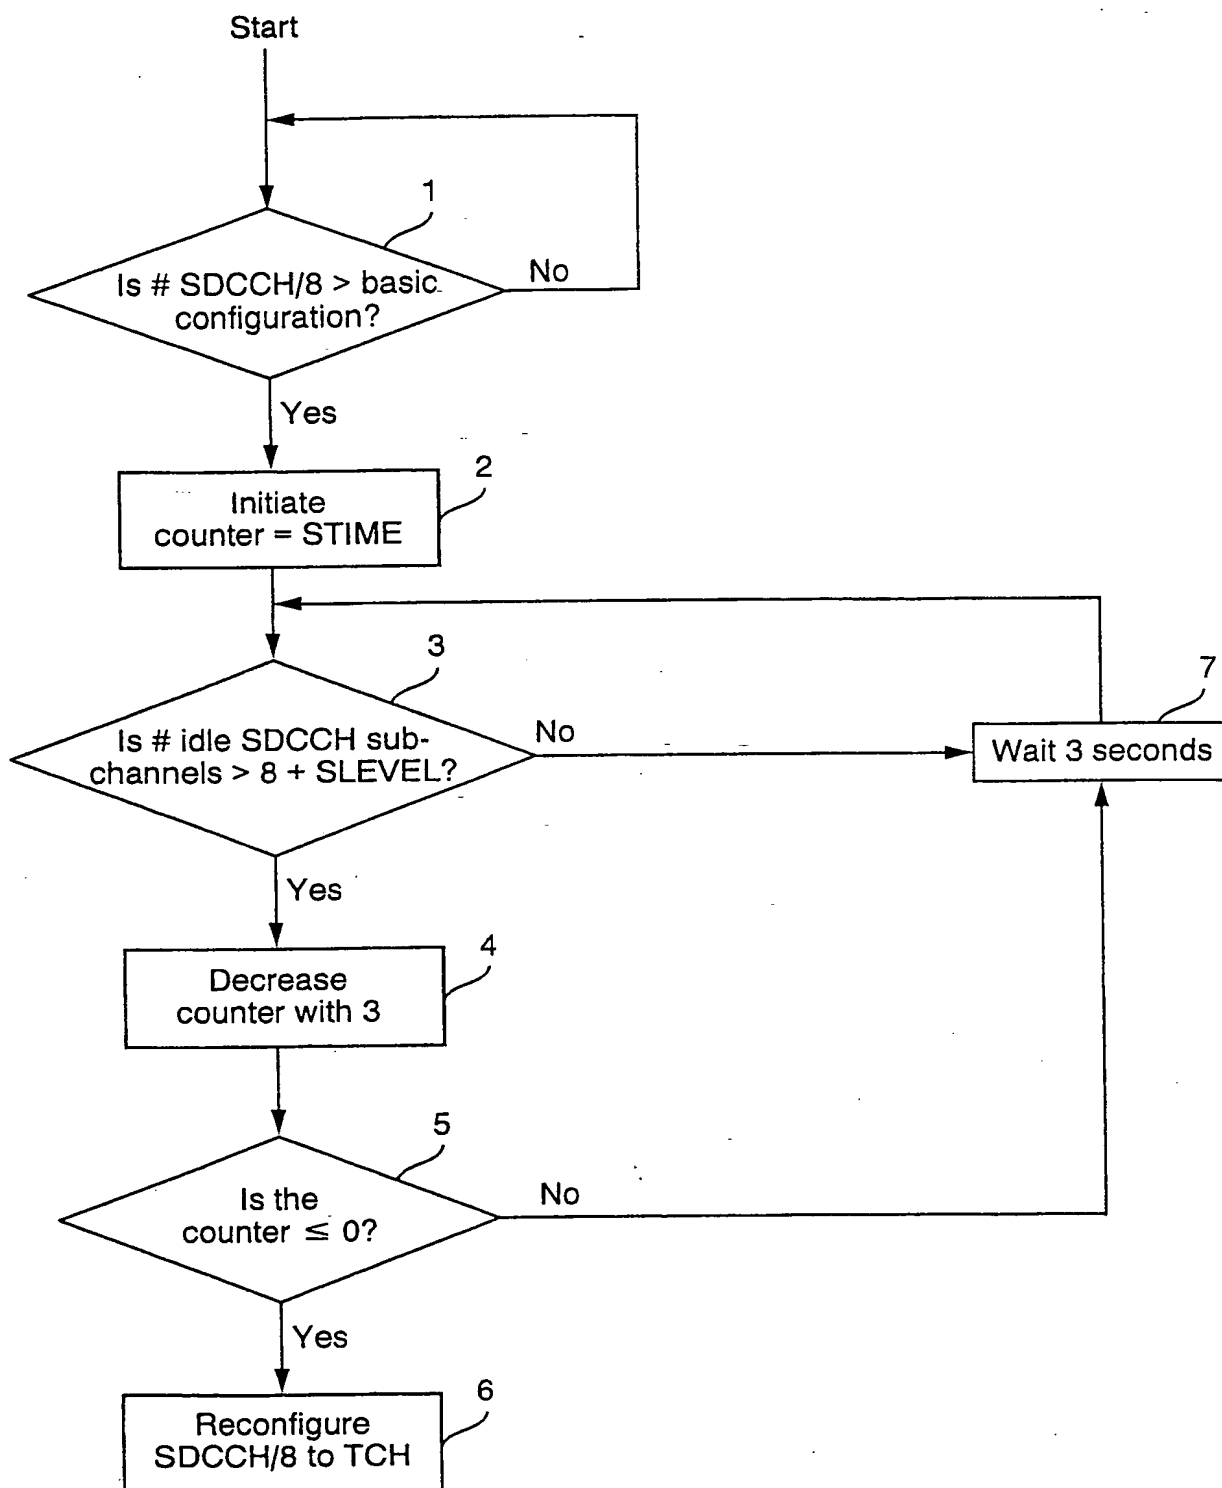 Start
1
Is # SDCCH/8 > basic
configuration?
No
Yes
2
Initiate
counter = STIME
3
Is # idle SDCCH sub-
channels > 8 + SLEVEL?
No
7
Wait 3 seconds
Yes
4
Decrease
counter with 3
5
Is the
counter ≤ 0?
No
Yes
6
Reconfigure
SDCCH/8 to TCH